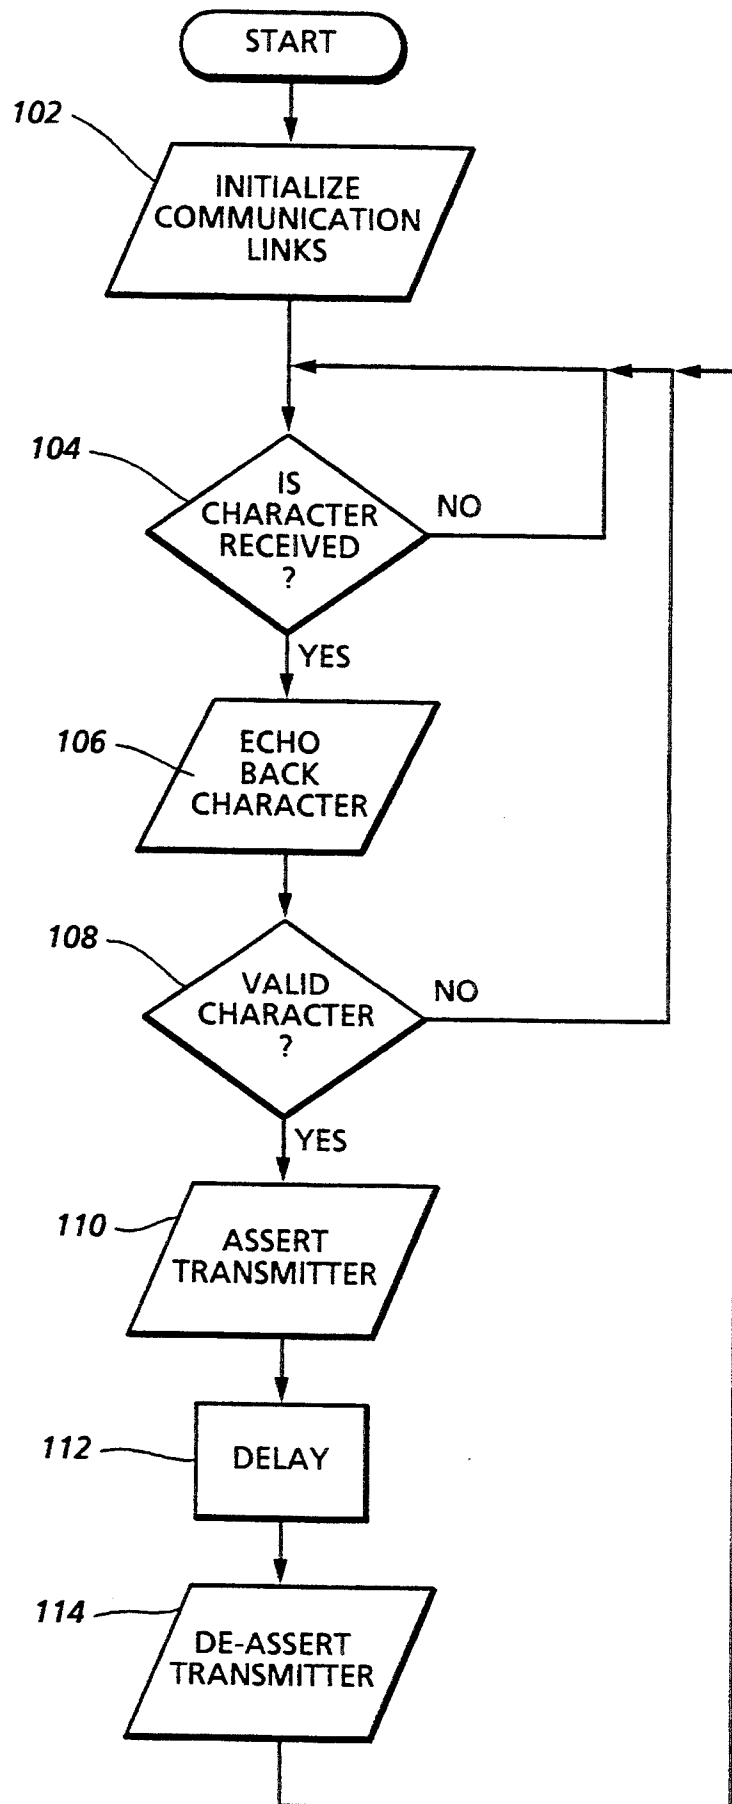 START
102
INITIALIZE
COMMUNICATION
LINKS
104
IS
CHARACTER
RECEIVED
?
NO
YES
106
ECHO
BACK
CHARACTER
108
VALID
CHARACTER
?
NO
YES
110
ASSERT
TRANSMITTER
112
DELAY
114
DE-ASSERT
TRANSMITTER